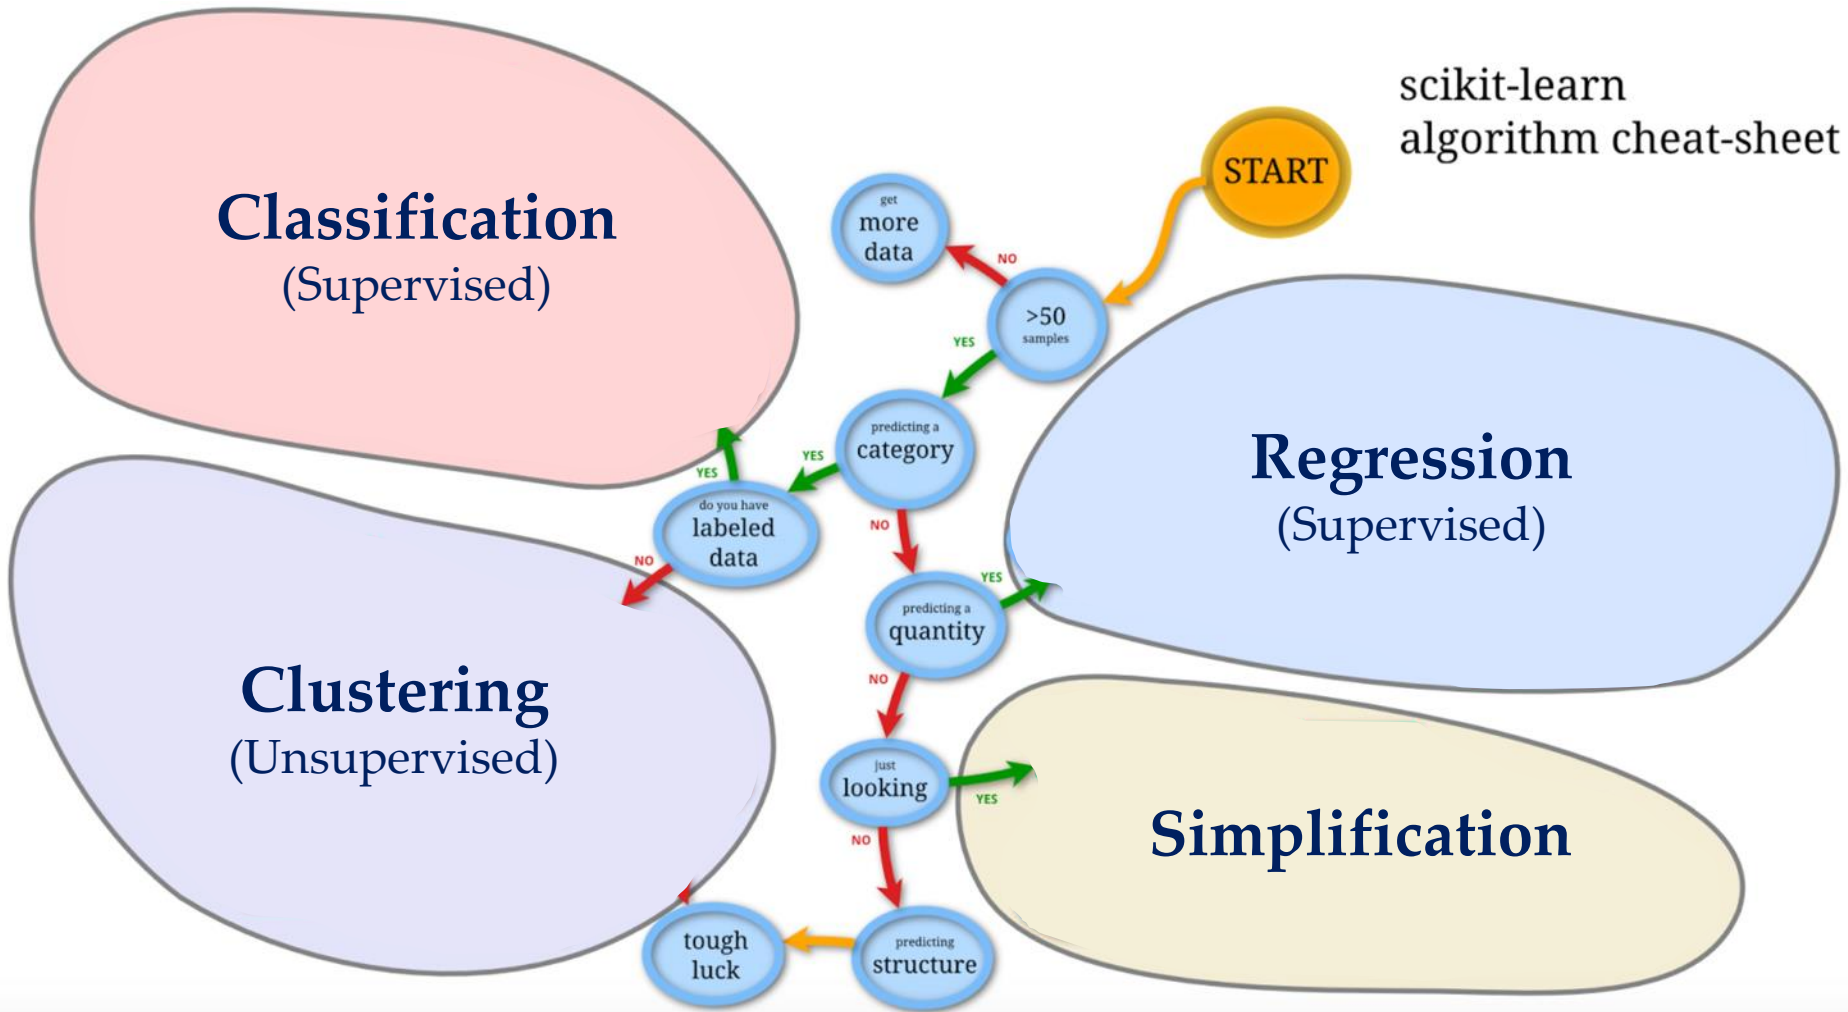 scikit-learn
algorithm cheat-sheet
START
get
more
data
NO
>50
samples
YES
predicting a
category
YES
do you have
labeled
data
YES
NO
NO
predicting a
quantity
YES
NO
just
looking
YES
NO
predicting
structure
tough
luck
Classification
(Supervised)
Regression
(Supervised)
Clustering
(Unsupervised)
Simplification